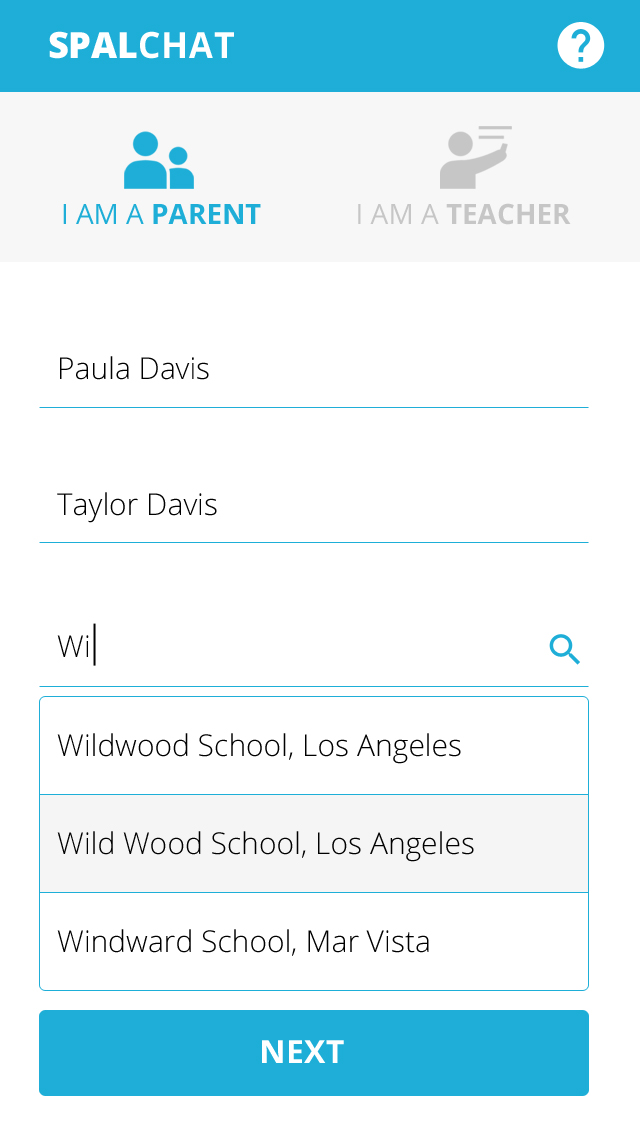 SPALCHAT
I AM A PARENT
I AM A TEACHER
Paula Davis
Taylor Davis
Wi
Wildwood School, Los Angeles
Wild Wood School, Los Angeles
Windward School, Mar Vista
NEXT